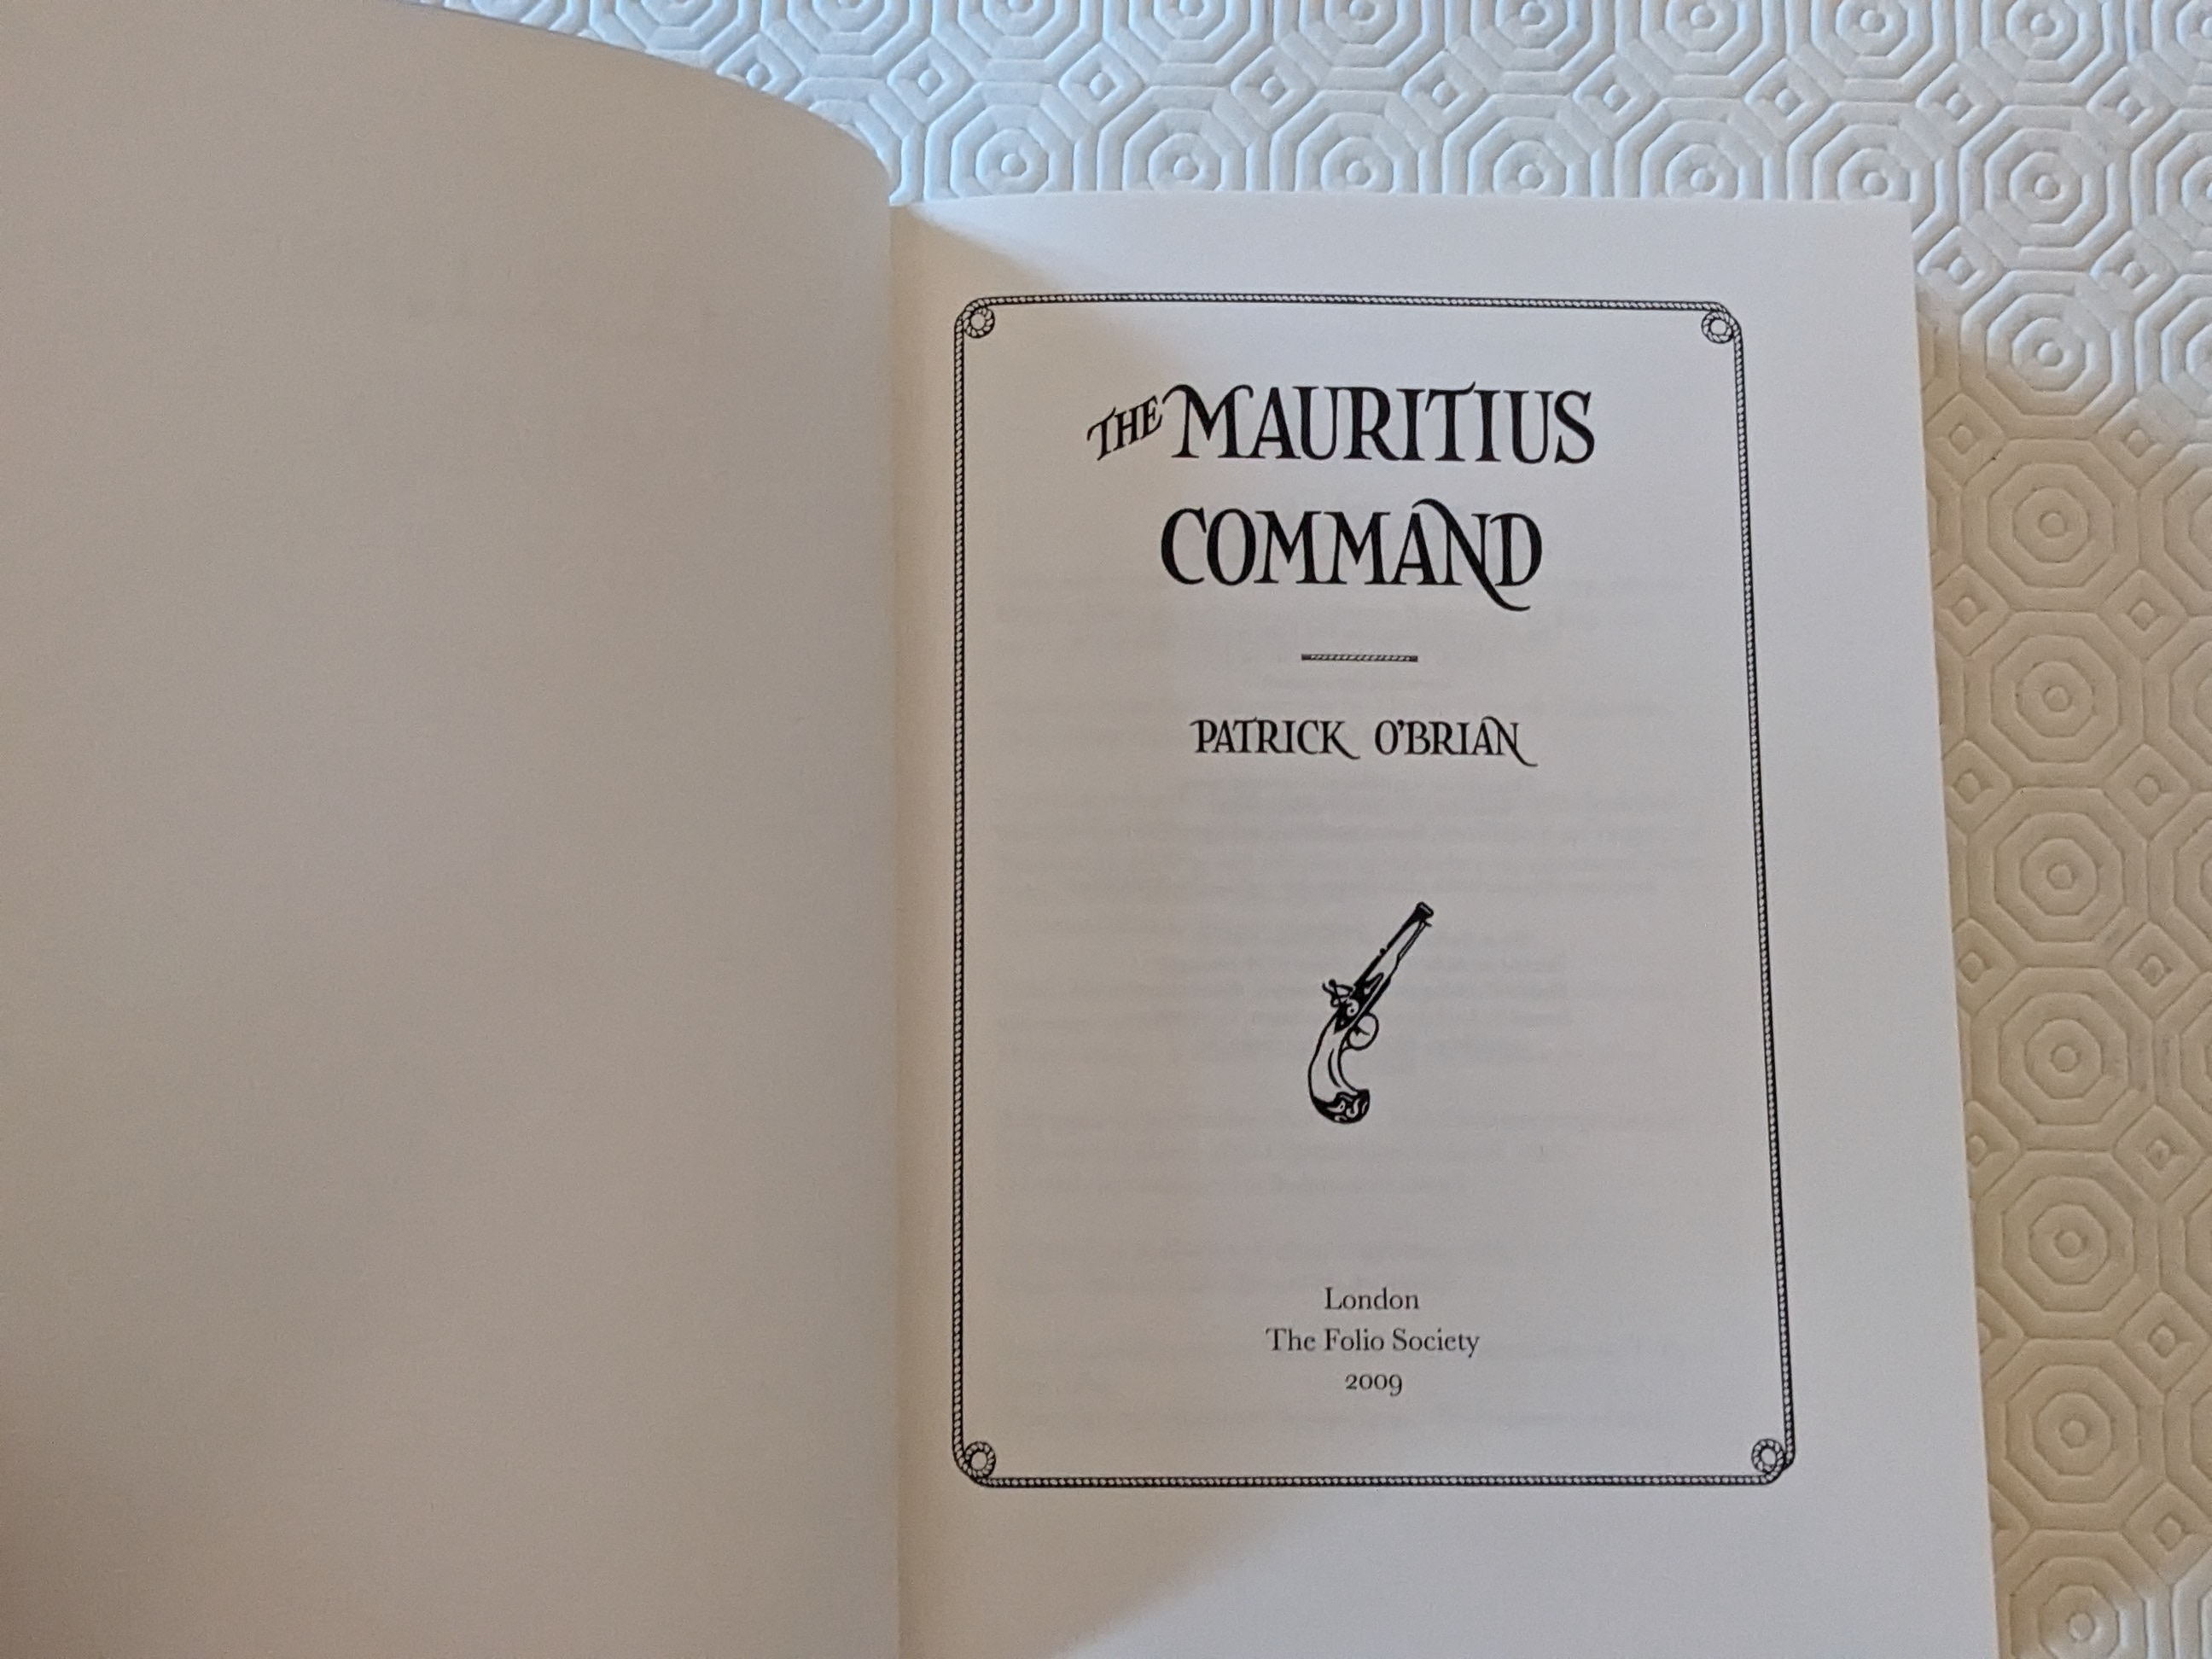 THE MAURITIUS
COMMAND
PATRICK O'BRIAN
London
The Folio Society
2009